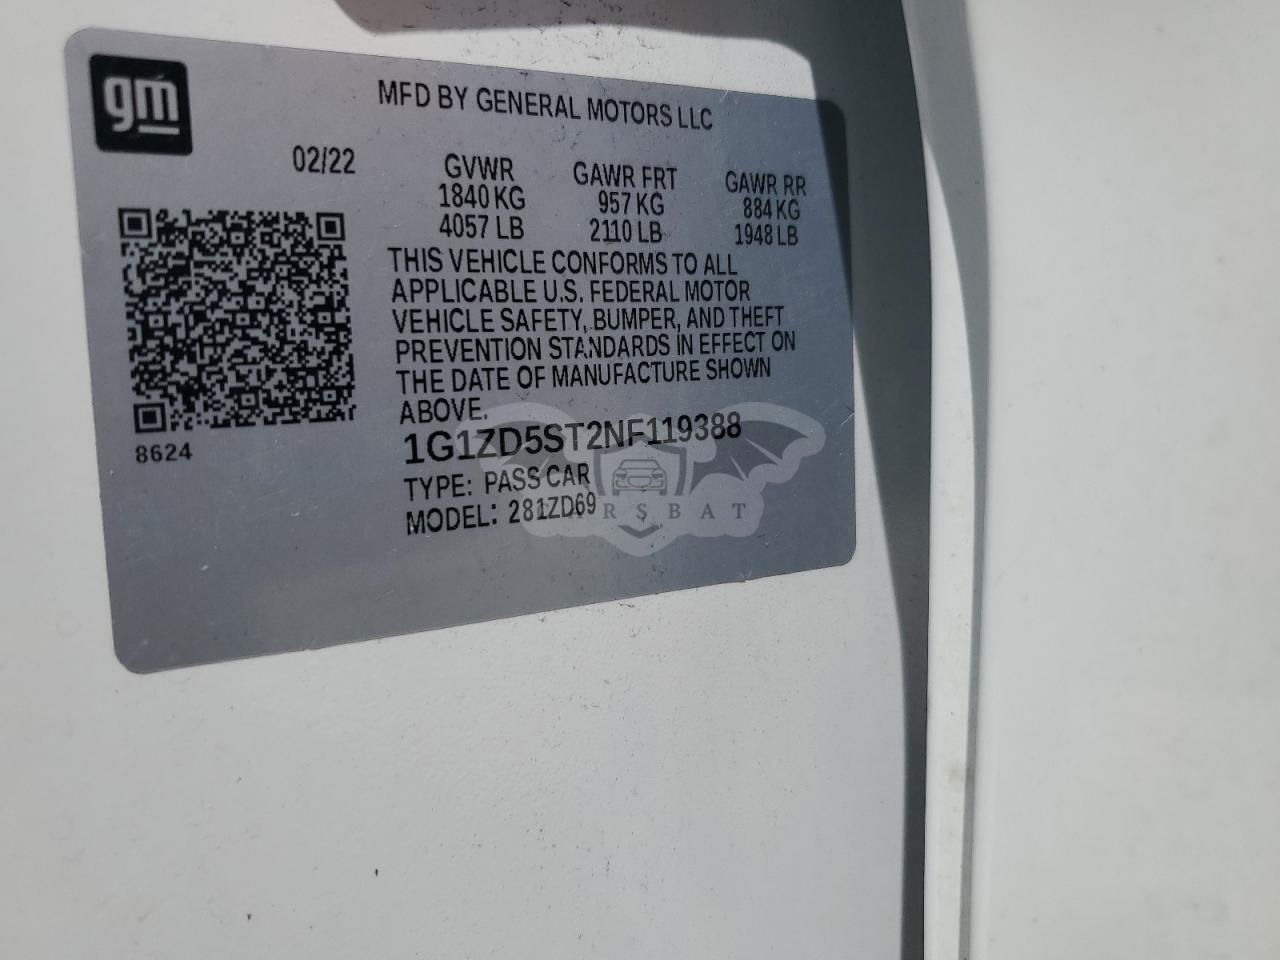 gm
MFD BY GENERAL MOTORS LLC
02/22
GVWR GAWR FRT GAWR RR
1840 KG 957 KG 884 KG
4057 LB 2110 LB 1948 LB
THIS VEHICLE CONFORMS TO ALL
APPLICABLE U.S. FEDERAL MOTOR
VEHICLE SAFETY, BUMPER, AND THEFT
PREVENTION STANDARDS IN EFFECT ON
THE DATE OF MANUFACTURE SHOWN
ABOVE.
8624
1G1ZD5ST2NF119388
TYPE: PASS CAR
MODEL: 281ZD69
CARSBAT